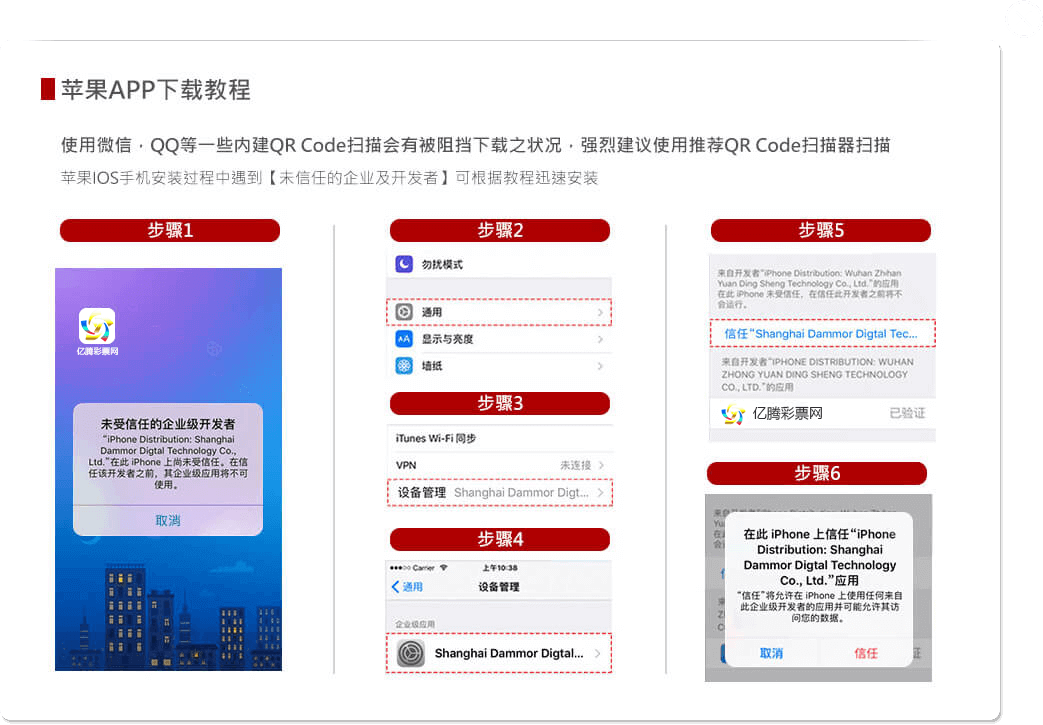 苹果APP下载教程
使用微信，QQ等一些内建QR Code扫描会有被阻挡下载之状况，强烈建议使用推荐QR Code扫描器扫描
苹果IOS手机安装过程中遇到【未信任的企业及开发者】可根据教程迅速安装
步骤1
亿腾彩票网
未受信任的企业级开发者
“iPhone Distribution: Shanghai
Dammor Digtal Technology Co.,
Ltd.”在此 iPhone 上尚未受信任。在信
任该开发者之前，其企业级应用将不可
使用。
取消
步骤2
勿扰模式
通用
显示与亮度
墙纸
步骤3
iTunes Wi-Fi 同步
VPN 未连接
设备管理 Shanghai Dammor Digt...
步骤4
Carrier 上午10:38
通用 设备管理
企业级应用
Shanghai Dammor Digtal...
步骤5
来自开发者“iPhone Distribution: Wuhan Zhihan
Yuan Ding Sheng Technology Co., Ltd.”的应用
在此 iPhone 未受信任，在信任此开发者之前将不
会运行。
信任“Shanghai Dammor Digtal Tec...
来自开发者“IPHONE DISTRIBUTION: WUHAN
ZHONG YUAN DING SHENG TECHNOLOGY
CO., LTD.”的应用
亿腾彩票网 已验证
步骤6
在此 iPhone 上信任“iPhone
Distribution: Shanghai
Dammor Digtal Technology
Co., Ltd.”应用
“信任”将允许在 iPhone 上使用任何来自
此企业级开发者的应用并可能允许其访
问您的数据。
取消 信任